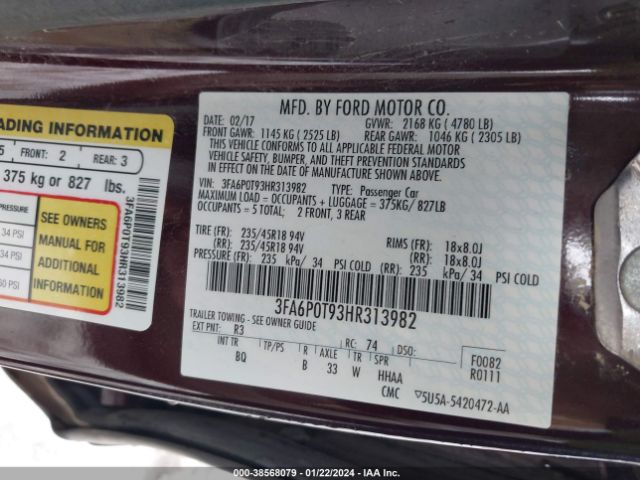 ADING INFORMATION
5 FRONT: 2 REAR: 3
375 kg or 827 lbs.
PRESSURE
34 PSI
34 PSI
60 PSI
SEE OWNERS
MANUAL FOR
ADDITIONAL
INFORMATION
3FA6P0T93HR313982
MFD. BY FORD MOTOR CO.
DATE: 02/17 GVWR: 2168 KG ( 4780 LB)
FRONT GAWR: 1145 KG ( 2525 LB) REAR GAWR: 1046 KG ( 2305 LB)
THIS VEHICLE CONFORMS TO ALL APPLICABLE FEDERAL MOTOR
VEHICLE SAFETY, BUMPER, AND THEFT PREVENTION STANDARDS
IN EFFECT ON THE DATE OF MANUFACTURE SHOWN ABOVE.
VIN: 3FA6P0T93HR313982 TYPE: Passenger Car
MAXIMUM LOAD = OCCUPANTS + LUGGAGE = 375KG/ 827LB
OCCUPANTS = 5 TOTAL; 2 FRONT, 3 REAR
TIRE (FR): 235/45R18 94V RIMS (FR): 18x8.0J
(RR): 235/45R18 94V (RR): 18x8.0J
PRESSURE (FR): 235 kPa/ 34 PSI COLD (RR): 235 kPa/34 PSI COLD
3FA6P0T93HR313982
TRAILER TOWING - SEE OWNER GUIDE
EXT PNT: R3 RC: 74 DSO:
INT TR TP/PS R A TR SPR
BQ B 33 W HHAA
CMC
F0082
R0111
5U5A-5420472-AA
000-38568079 - 01/22/2024 - IAA Inc.